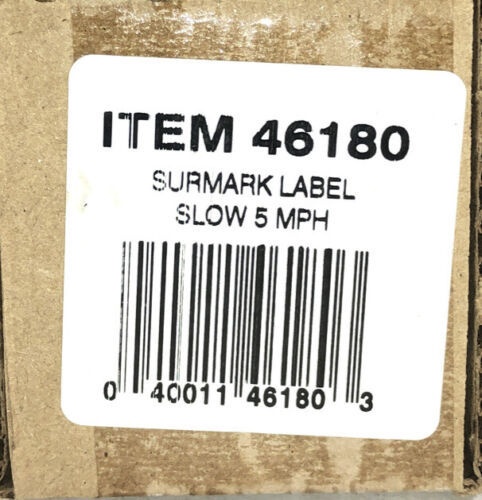 ITEM 46180
SURMARK LABEL
SLOW 5 MPH
0 40011 46180 3